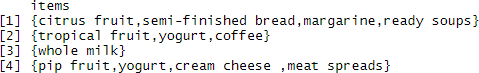 items
[1] {citrus fruit,semi-finished bread,margarine,ready soups}
[2] {tropical fruit,yogurt,coffee}
[3] {whole milk}
[4] {pip fruit,yogurt,cream cheese ,meat spreads}